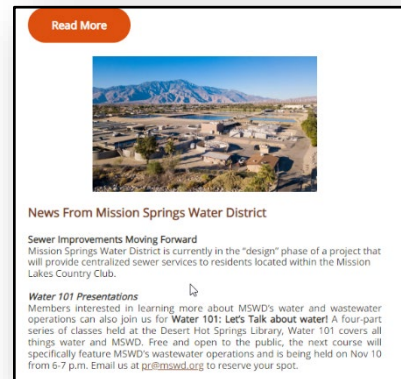 Read More
News From Mission Springs Water District
Sewer Improvements Moving Forward
Mission Springs Water District is currently in the "design" phase of a project that
will provide centralized sewer services to residents located within the Mission
Lakes Country Club.
Water 101 Presentations
Members interested in learning more about MSWD's water and wastewater
operations can also join us for Water 101: Let's Talk about water! A four-part
series of classes held at the Desert Hot Springs Library, Water 101 covers all
things water and MSWD. Free and open to the public, the next course will
specifically feature MSWD's wastewater operations and is being held on Nov 10
from 6-7 p.m. Email us at pr@mswd.org to reserve your spot.